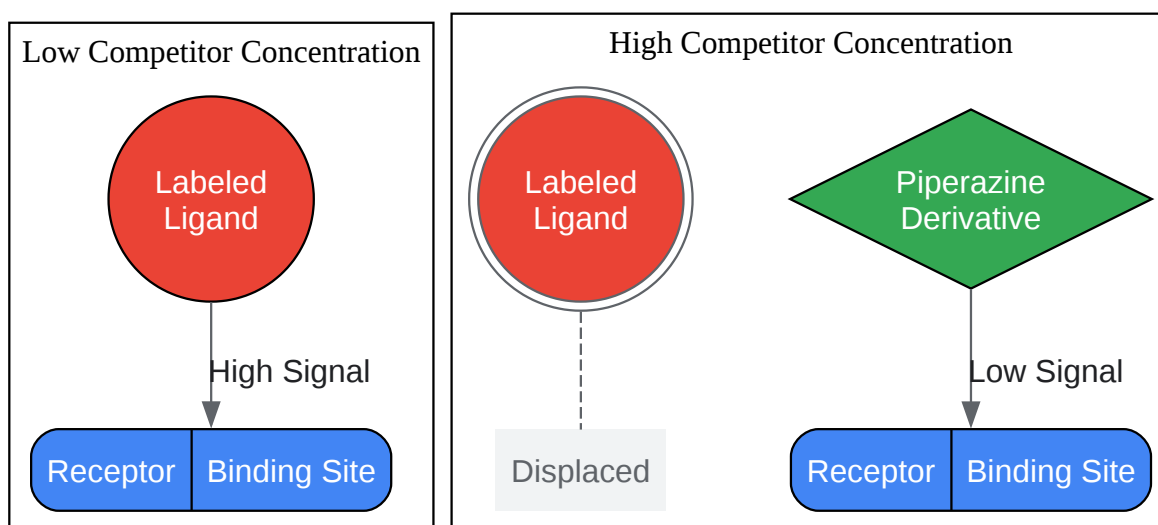 Low Competitor Concentration
Labeled
Ligand
High Signal
Receptor
Binding Site
High Competitor Concentration
Labeled
Ligand
Displaced
Piperazine
Derivative
Low Signal
Receptor
Binding Site